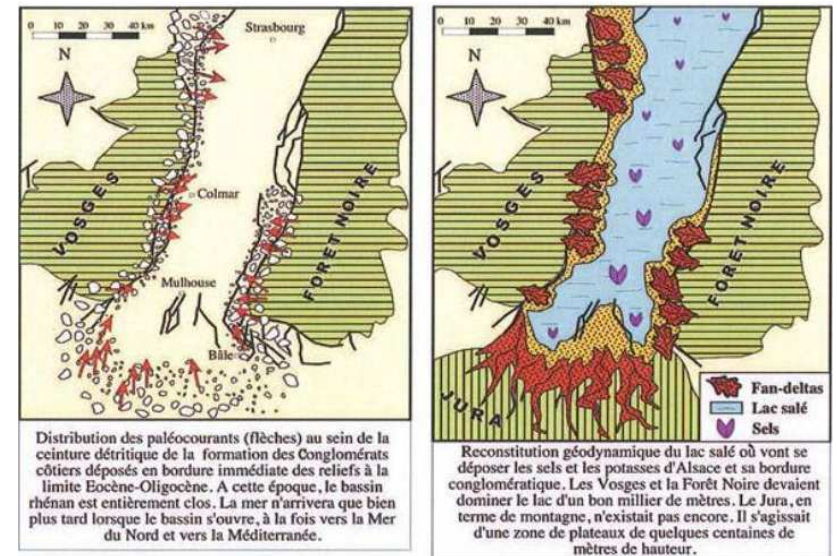 0 10 20 30 40 km
N
Strasbourg
VOSGES
Colmar
FORET NOIRE
Mulhouse
Bâle
Distribution des paléocourants (flèches) au sein de la
ceinture détritique de la formation des Conglomérats
côtiers déposés en bordure immédiate des reliefs à la
limite Eocène-Oligocène. A cette époque, le bassin
rhénan est entièrement clos. La mer n'arrivera que bien
plus tard lorsque le bassin s'ouvre, à la fois vers la Mer
du Nord et vers la Méditerranée.
0 10 20 30 40 km
N
VOSGES
FORET NOIRE
JURA
Fan-deltas
Lac salé
Sels
Reconstitution géodynamique du lac salé où vont se
déposer les sels et les potasses d'Alsace et sa bordure
conglomératique. Les Vosges et la Forêt Noire devaient
dominer le lac d'un bon millier de mètres. Le Jura, en
terme de montagne, n'existait pas encore. Il s'agissait
d'une zone de plateaux de quelques centaines de
mètres de hauteur.